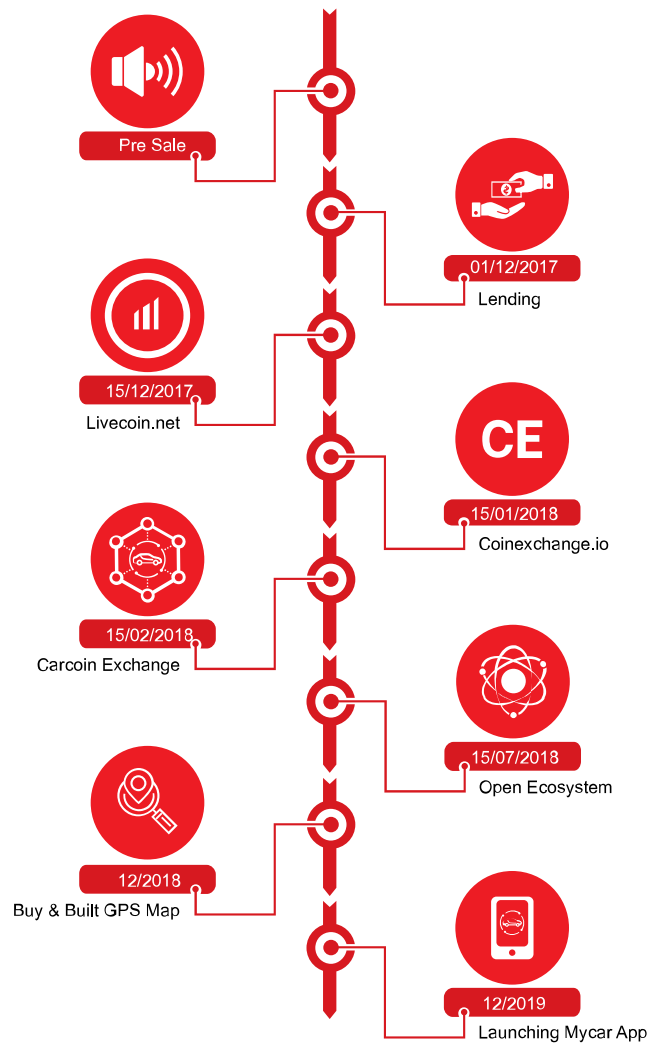 Pre Sale
01/12/2017
Lending
15/12/2017
Livecoin.net
CE
15/01/2018
Coinexchange.io
15/02/2018
Carcoin Exchange
15/07/2018
Open Ecosystem
12/2018
Buy & Built GPS Map
12/2019
Launching Mycar App